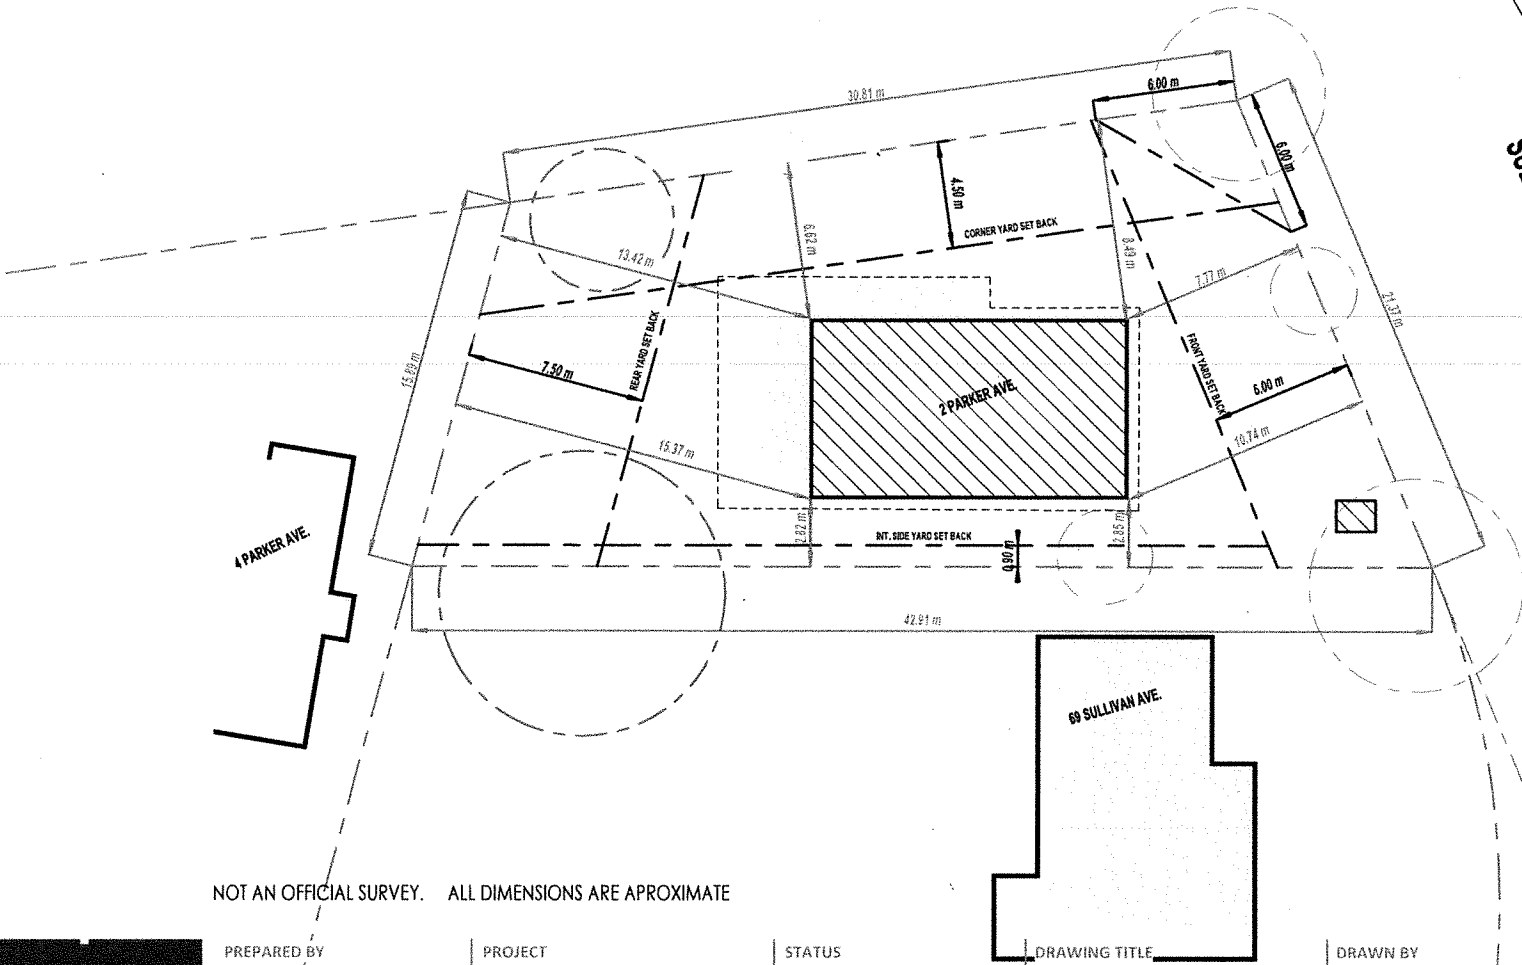 6.00 m
30.81 m
6.00 m
4.50 m
CORNER YARD SET BACK
6.62 m
8.49 m
13.42 m
7.77 m
21.37 m
REAR YARD SET BACK
FRONT YARD SET BACK
15.89 m
7.50 m
2 PARKER AVE.
6.00 m
15.37 m
10.74 m
2.82 m
2.85 m
INT. SIDE YARD SET BACK
0.90 m
4 PARKER AVE.
42.91 m
69 SULLIVAN AVE.
NOT AN OFFICIAL SURVEY. ALL DIMENSIONS ARE APROXIMATE
PREPARED BY
PROJECT
STATUS
DRAWING TITLE
DRAWN BY